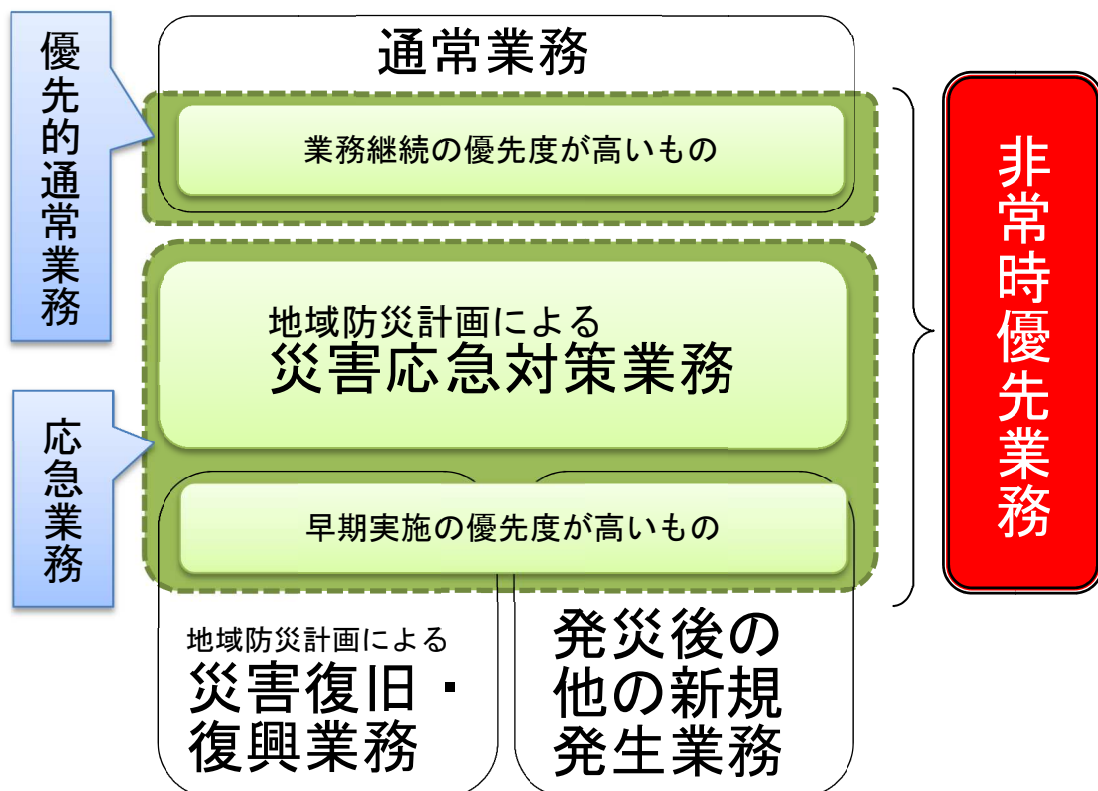 優先的通常業務
通常業務
業務継続の優先度が高いもの
地域防災計画による
災害応急対策業務
応急業務
早期実施の優先度が高いもの
地域防災計画による
災害復旧・
復興業務
発災後の
他の新規
発生業務
非常時優先業務